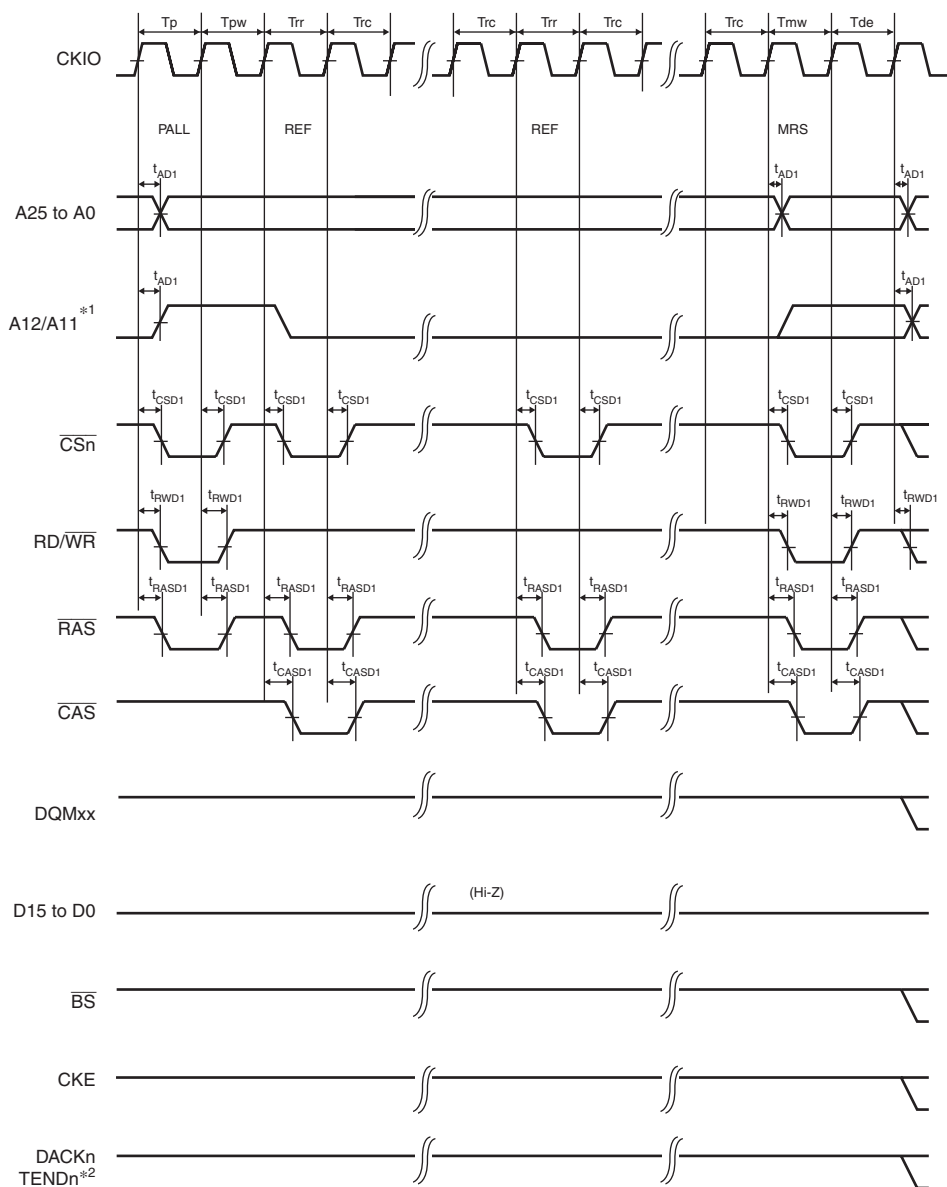 Tp Tpw Trr Trc Trc Trr Trc Trc Tmw Tde
CKIO
PALL REF REF MRS
tAD1 tAD1 tAD1
A25 to A0
tAD1 tAD1
A12/A11*1
tCSD1 tCSD1 tCSD1 tCSD1 tCSD1 tCSD1 tCSD1 tCSD1
CSn
tRWD1 tRWD1 tRWD1 tRWD1 tRWD1
RD/WR
tRASD1 tRASD1 tRASD1 tRASD1 tRASD1 tRASD1 tRASD1 tRASD1
RAS
tCASD1 tCASD1 tCASD1 tCASD1 tCASD1 tCASD1
CAS
DQMxx
(Hi-Z)
D15 to D0
BS
CKE
DACKn
TENDn*2